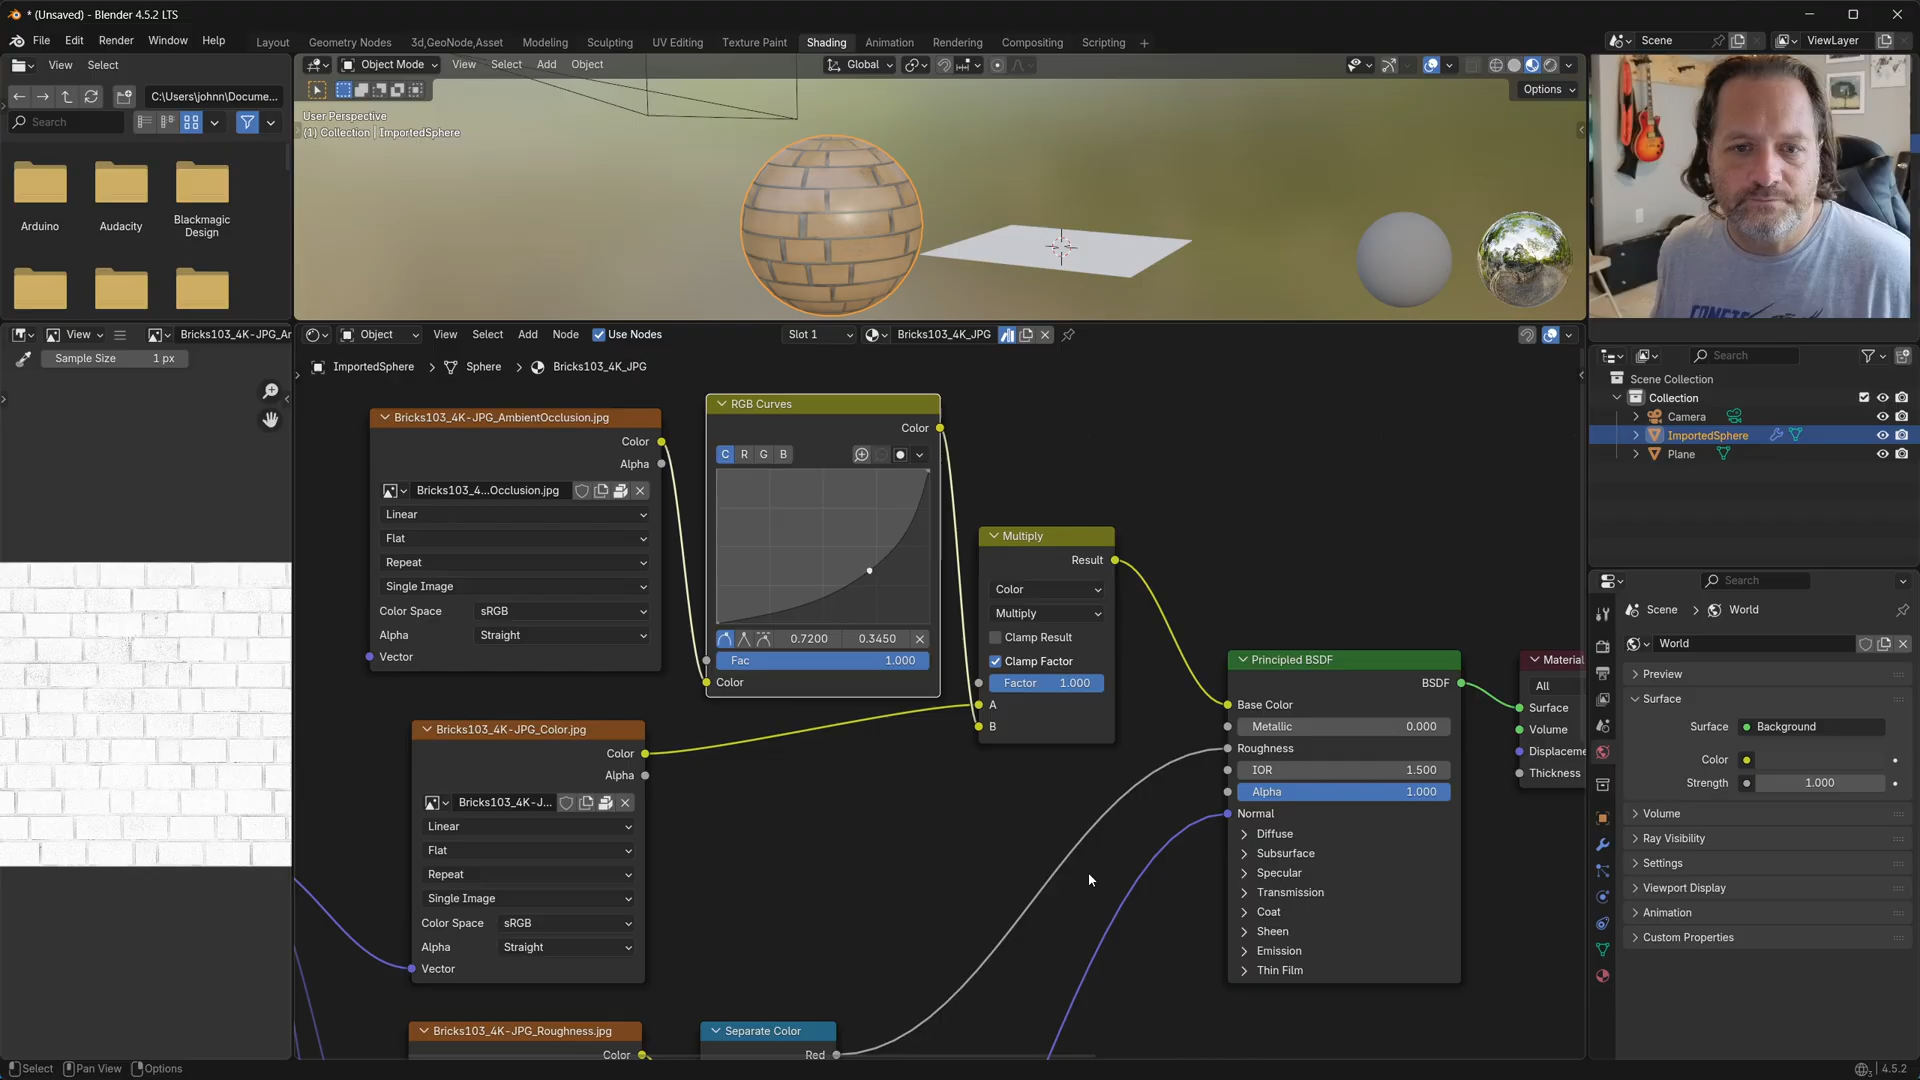 * (Unsaved) - Blender 4.5.2 LTS
File Edit Render Window Help
Layout Geometry Nodes 3d,GeoNode,Asset Modeling Sculpting UV Editing Texture Paint Shading Animation Rendering Compositing Scripting
Scene
ViewLayer
View Select
C:\Users\johnn\Docume...
Search
Arduino
Audacity
Blackmagic
Design
Object Mode View Select Add Object
Global
Options
User Perspective
(1) Collection | ImportedSphere
View
Bricks103_4K-JPG_Ar
Sample Size 1 px
Object View Select Add Node Use Nodes
Slot 1
Bricks103_4K_JPG
ImportedSphere > Sphere > Bricks103_4K_JPG
Bricks103_4K-JPG_AmbientOcclusion.jpg
Color
Alpha
Bricks103_4...Occlusion.jpg
Linear
Flat
Repeat
Single Image
Color Space sRGB
Alpha Straight
Vector
RGB Curves
Color
C R G B
0.7200 0.3450
Fac 1.000
Color
Multiply
Result
Color
Multiply
Clamp Result
Clamp Factor
Factor 1.000
A
B
Bricks103_4K-JPG_Color.jpg
Color
Alpha
Bricks103_4K-J...
Linear
Flat
Repeat
Single Image
Color Space sRGB
Alpha Straight
Vector
Bricks103_4K-JPG_Roughness.jpg
Color
Separate Color
Red
Principled BSDF
BSDF
Base Color
Metallic 0.000
Roughness
IOR 1.500
Alpha 1.000
Normal
Diffuse
Subsurface
Specular
Transmission
Coat
Sheen
Emission
Thin Film
Material
All
Surface
Volume
Displaceme
Thickness
Search
Scene Collection
Collection
Camera
ImportedSphere
Plane
Search
Scene > World
World
Preview
Surface
Surface Background
Color
Strength 1.000
Volume
Ray Visibility
Settings
Viewport Display
Animation
Custom Properties
Select Pan View Options
4.5.2